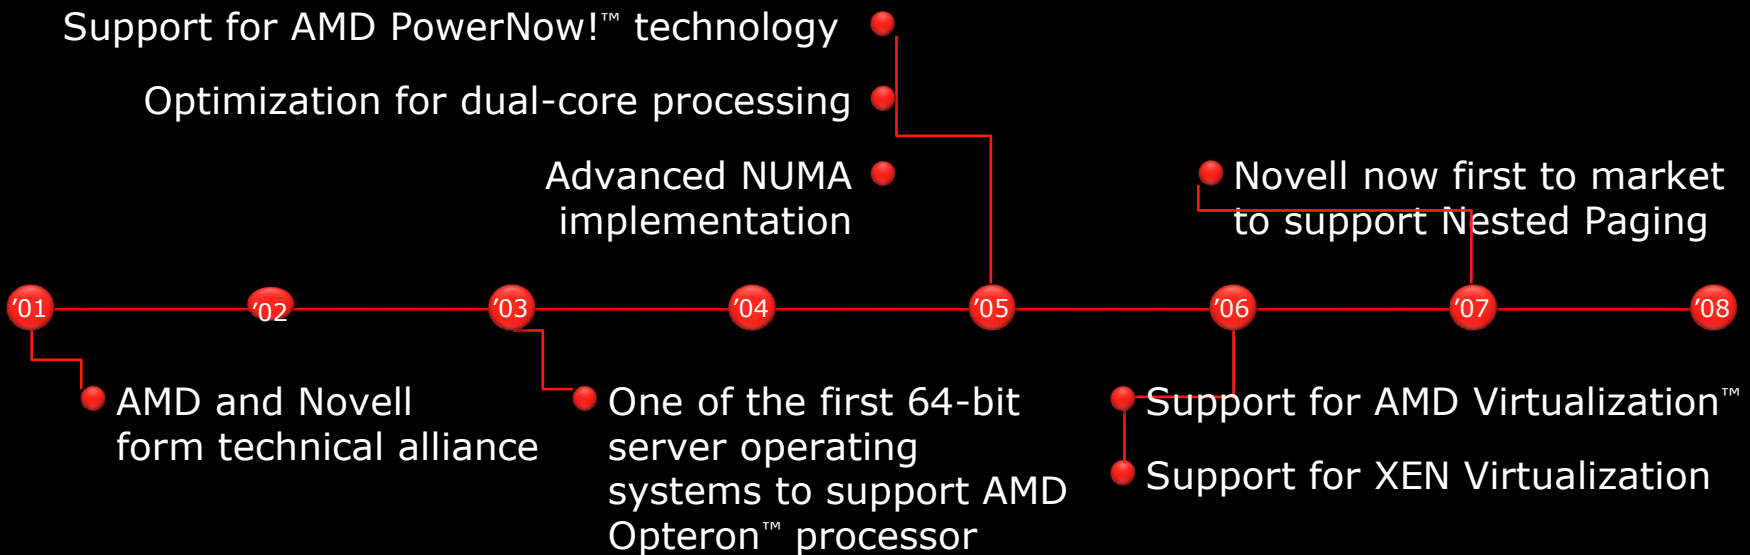 Support for AMD PowerNow!™ technology
Optimization for dual-core processing
Advanced NUMA
implementation
Novell now first to market
to support Nested Paging
’01
’02
’03
’04
’05
’06
’07
’08
AMD and Novell
form technical alliance
One of the first 64-bit
server operating
systems to support AMD
Opteron™ processor
Support for AMD Virtualization™
Support for XEN Virtualization